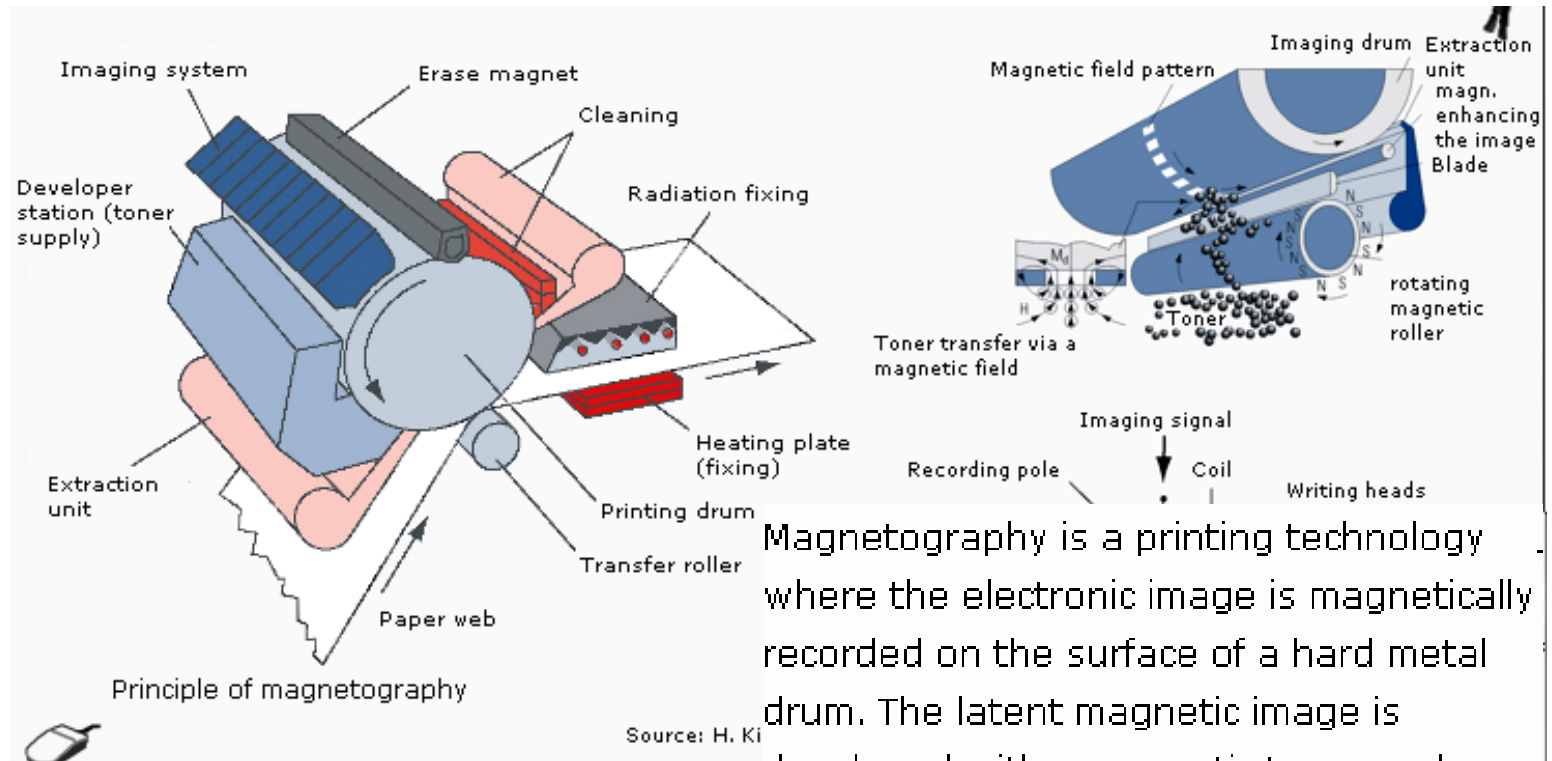 Imaging system
Erase magnet
Cleaning
Developer
station (toner
supply)
Radiation fixing
Extraction
unit
Heating plate
(fixing)
Printing drum
Transfer roller
Paper web
Principle of magnetography
Source: H. Ki
Imaging drum
Extraction
unit
magn.
enhancing
the image
Blade
Magnetic field pattern
N
S
N
S
N
S
N
S
N
S
N
S
Md
H
Toner
rotating
magnetic
roller
Toner transfer via a
magnetic field
Imaging signal
Recording pole
Coil
Writing heads
Magnetography is a printing technology
where the electronic image is magnetically
recorded on the surface of a hard metal
drum. The latent magnetic image is